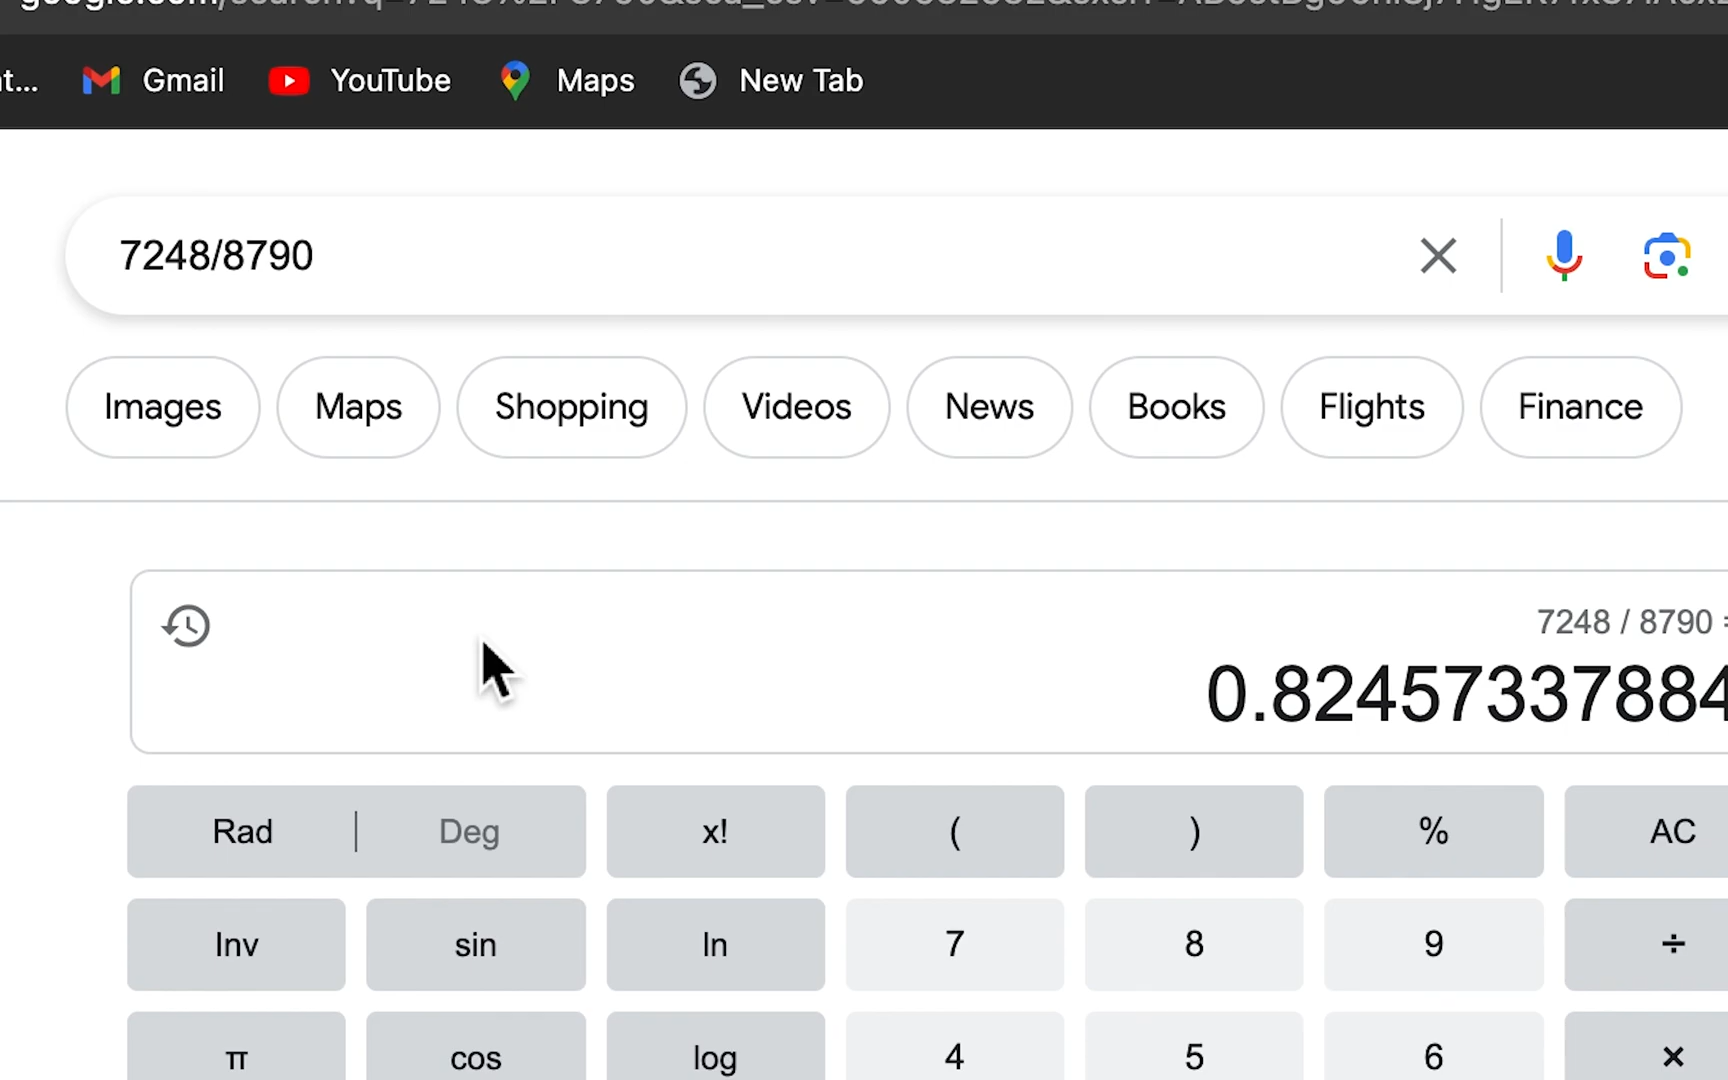 t...
Gmail
YouTube
Maps
New Tab
7248/8790
Images
Maps
Shopping
Videos
News
Books
Flights
Finance
7248 / 8790 =
0.82457337884
Rad
Deg
x!
(
)
%
AC
Inv
sin
ln
7
8
9
÷
π
cos
log
4
5
6
×